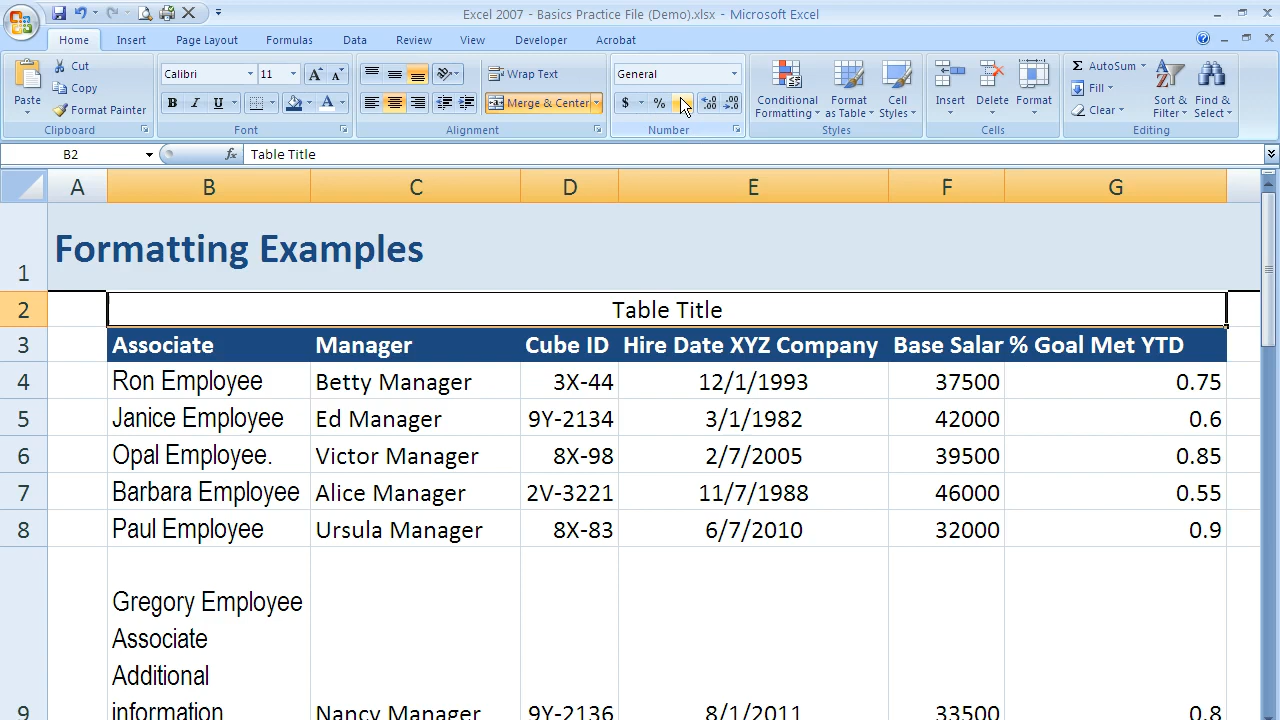 Excel 2007 - Basics Practice File (Demo).xlsx - Microsoft Excel
Home Insert Page Layout Formulas Data Review View Developer Acrobat
Paste
Cut
Copy
Format Painter
Clipboard
Calibri 11
B I U A
Font
Wrap Text
Merge & Center
Alignment
General
$ %
Number
Conditional Formatting
Format as Table
Cell Styles
Styles
Insert Delete Format
Cells
Σ AutoSum
Fill
Clear
Sort & Filter
Find & Select
Editing
B2 fx Table Title
A B C D E F G
1 Formatting Examples
2 Table Title
3 Associate Manager Cube ID Hire Date XYZ Company Base Salar % Goal Met YTD
4 Ron Employee Betty Manager 3X-44 12/1/1993 37500 0.75
5 Janice Employee Ed Manager 9Y-2134 3/1/1982 42000 0.6
6 Opal Employee. Victor Manager 8X-98 2/7/2005 39500 0.85
7 Barbara Employee Alice Manager 2V-3221 11/7/1988 46000 0.55
8 Paul Employee Ursula Manager 8X-83 6/7/2010 32000 0.9
Gregory Employee
Associate
Additional
9 information Nancy Manager 9Y-2136 8/1/2011 33500 0.8